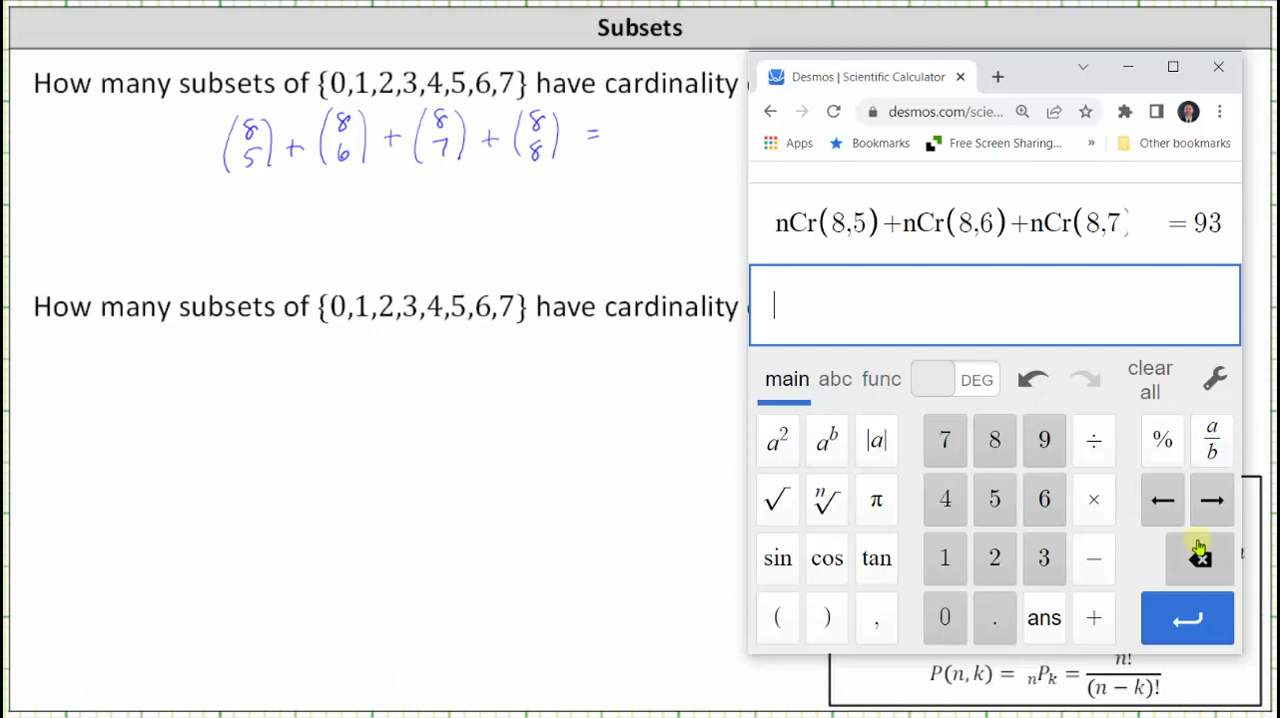 Subsets
How many subsets of {0,1,2,3,4,5,6,7} have cardinality
(8 5) + (8 6) + (8 7) + (8 8) =
How many subsets of {0,1,2,3,4,5,6,7} have cardinality
Desmos | Scientific Calculator
desmos.com/scie...
Apps Bookmarks Free Screen Sharing... » Other bookmarks
nCr(8,5)+nCr(8,6)+nCr(8,7) = 93
main abc func DEG clear all
a² aᵇ |a| 7 8 9 ÷ % a/b
√ ⁿ√ π 4 5 6 × ← →
sin cos tan 1 2 3 −
( ) , 0 . ans +
P(n, k) = ₙPₖ = n!/(n − k)!